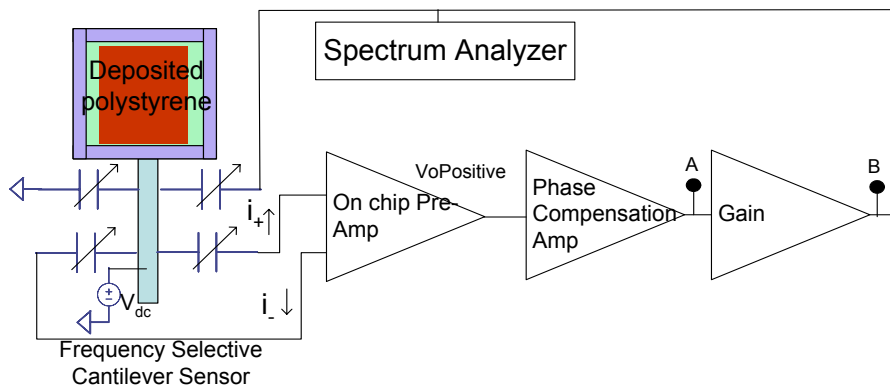 Spectrum Analyzer
Deposited
polystyrene
VoPositive
A
B
On chip Pre-
Amp
Phase
Compensation
Amp
Gain
i+
i-
Vdc
Frequency Selective
Cantilever Sensor